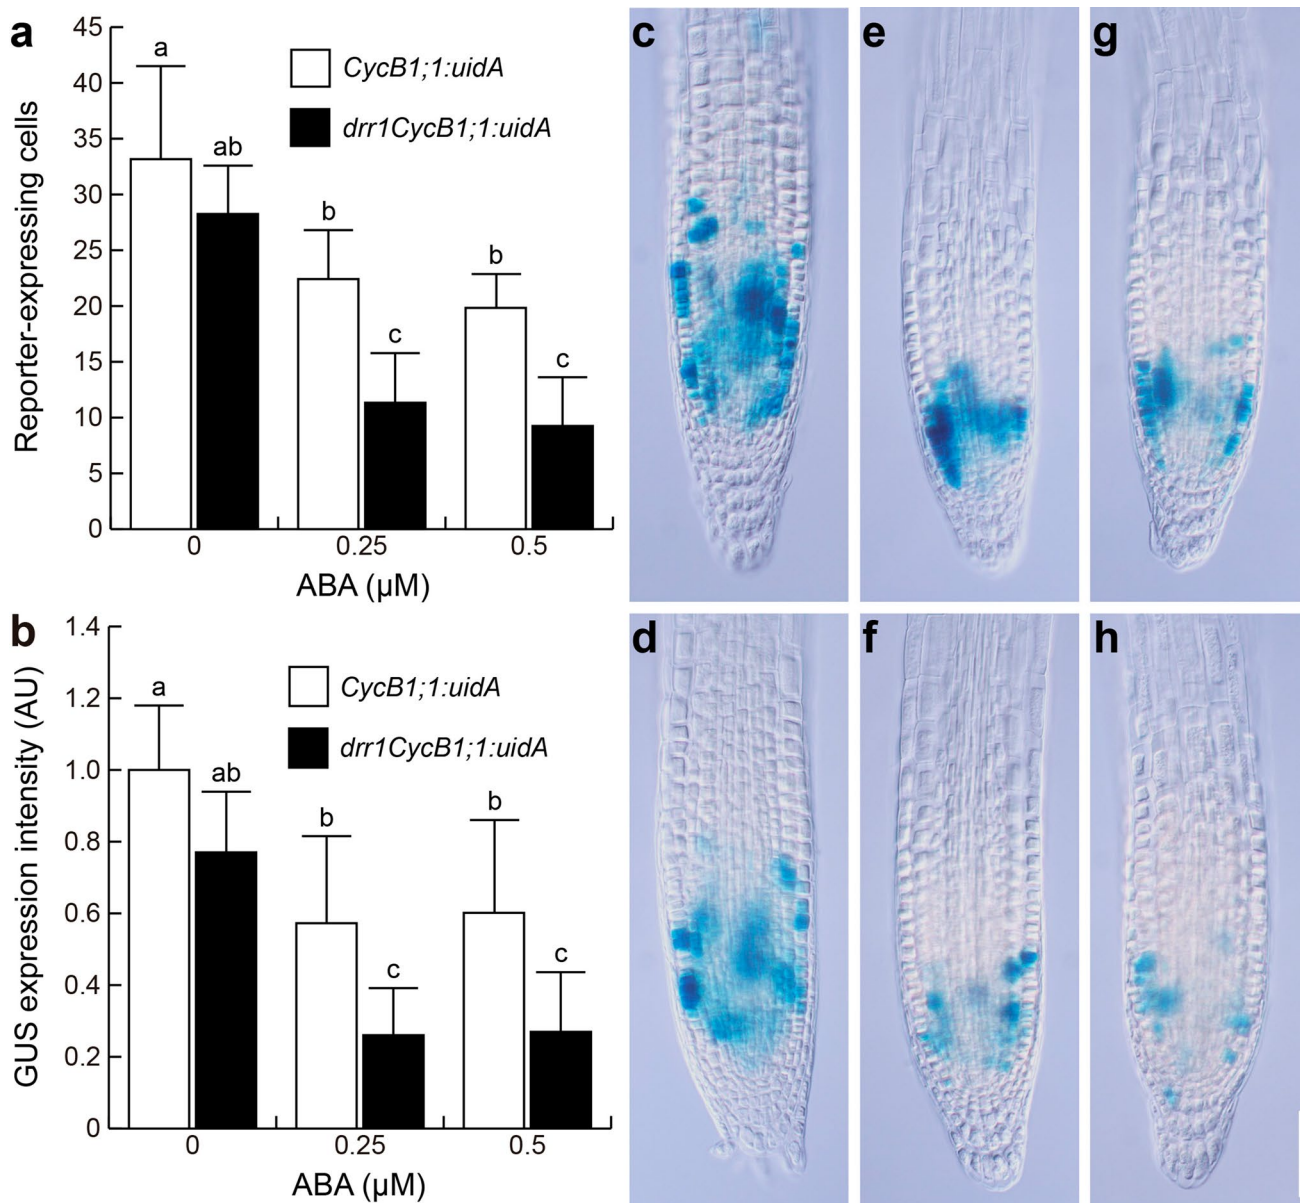 a
45
40
35
30
25
20
15
10
5
0
Reporter-expressing cells
a
ab
b
c
b
c
CycB1;1:uidA
drr1CycB1;1:uidA
0
0.25
0.5
ABA (µM)
b
1.4
1.2
1.0
0.8
0.6
0.4
0.2
0
GUS expression intensity (AU)
a
ab
b
c
b
c
CycB1;1:uidA
drr1CycB1;1:uidA
0
0.25
0.5
ABA (µM)
c
e
g
d
f
h